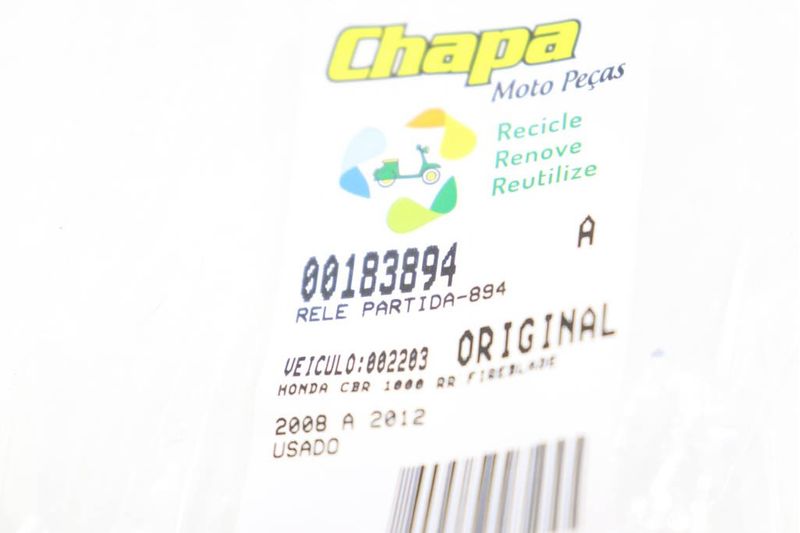 Chapa
Moto Peças
Recicle
Renove
Reutilize
A
00183894
RELE PARTIDA-894
VEICULO:002203 ORIGINAL
HONDA CBR 1000 RR FIREBLADE
2008 A 2012
USADO